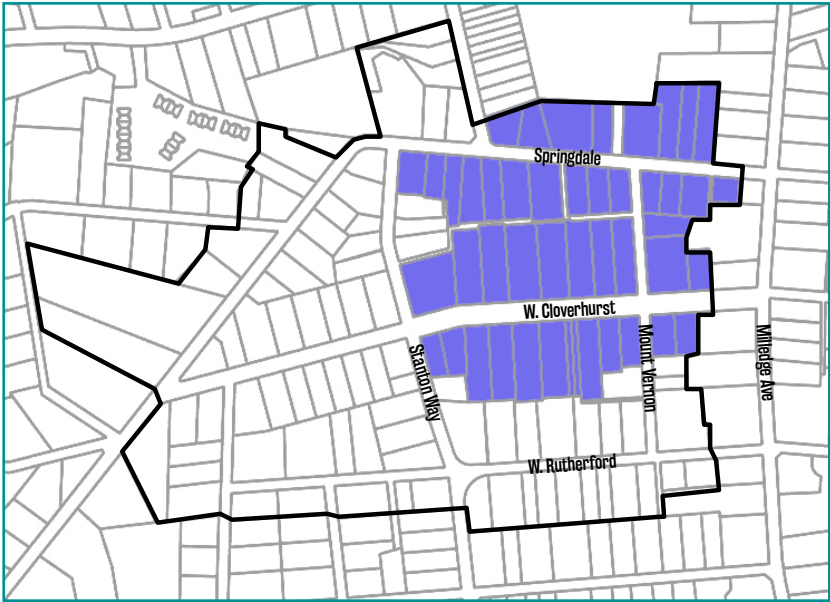 Springdale
W. Cloverhurst
Stanton Way
Mount Vernon
Milledge Ave
W. Rutherford